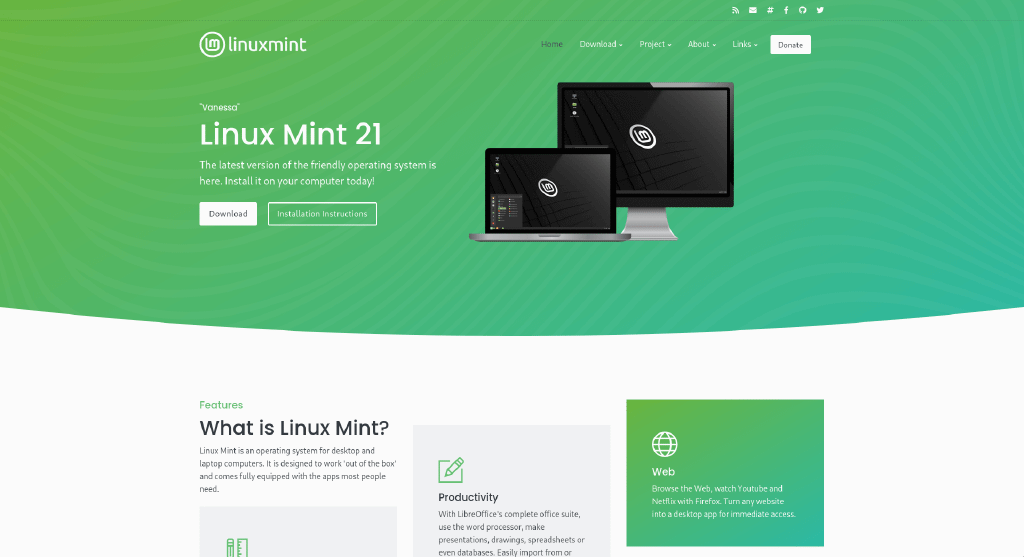 linuxmint
Home
Download
Project
About
Links
Donate
"Vanessa"
Linux Mint 21
The latest version of the friendly operating system is
here. Install it on your computer today!
Download
Installation Instructions
Features
What is Linux Mint?
Linux Mint is an operating system for desktop and
laptop computers. It is designed to work 'out of the box'
and comes fully equipped with the apps most people
need.
Productivity
With LibreOffice's complete office suite,
use the word processor, make
presentations, drawings, spreadsheets or
even databases. Easily import from or
Web
Browse the Web, watch Youtube and
Netflix with Firefox. Turn any website
into a desktop app for immediate access.